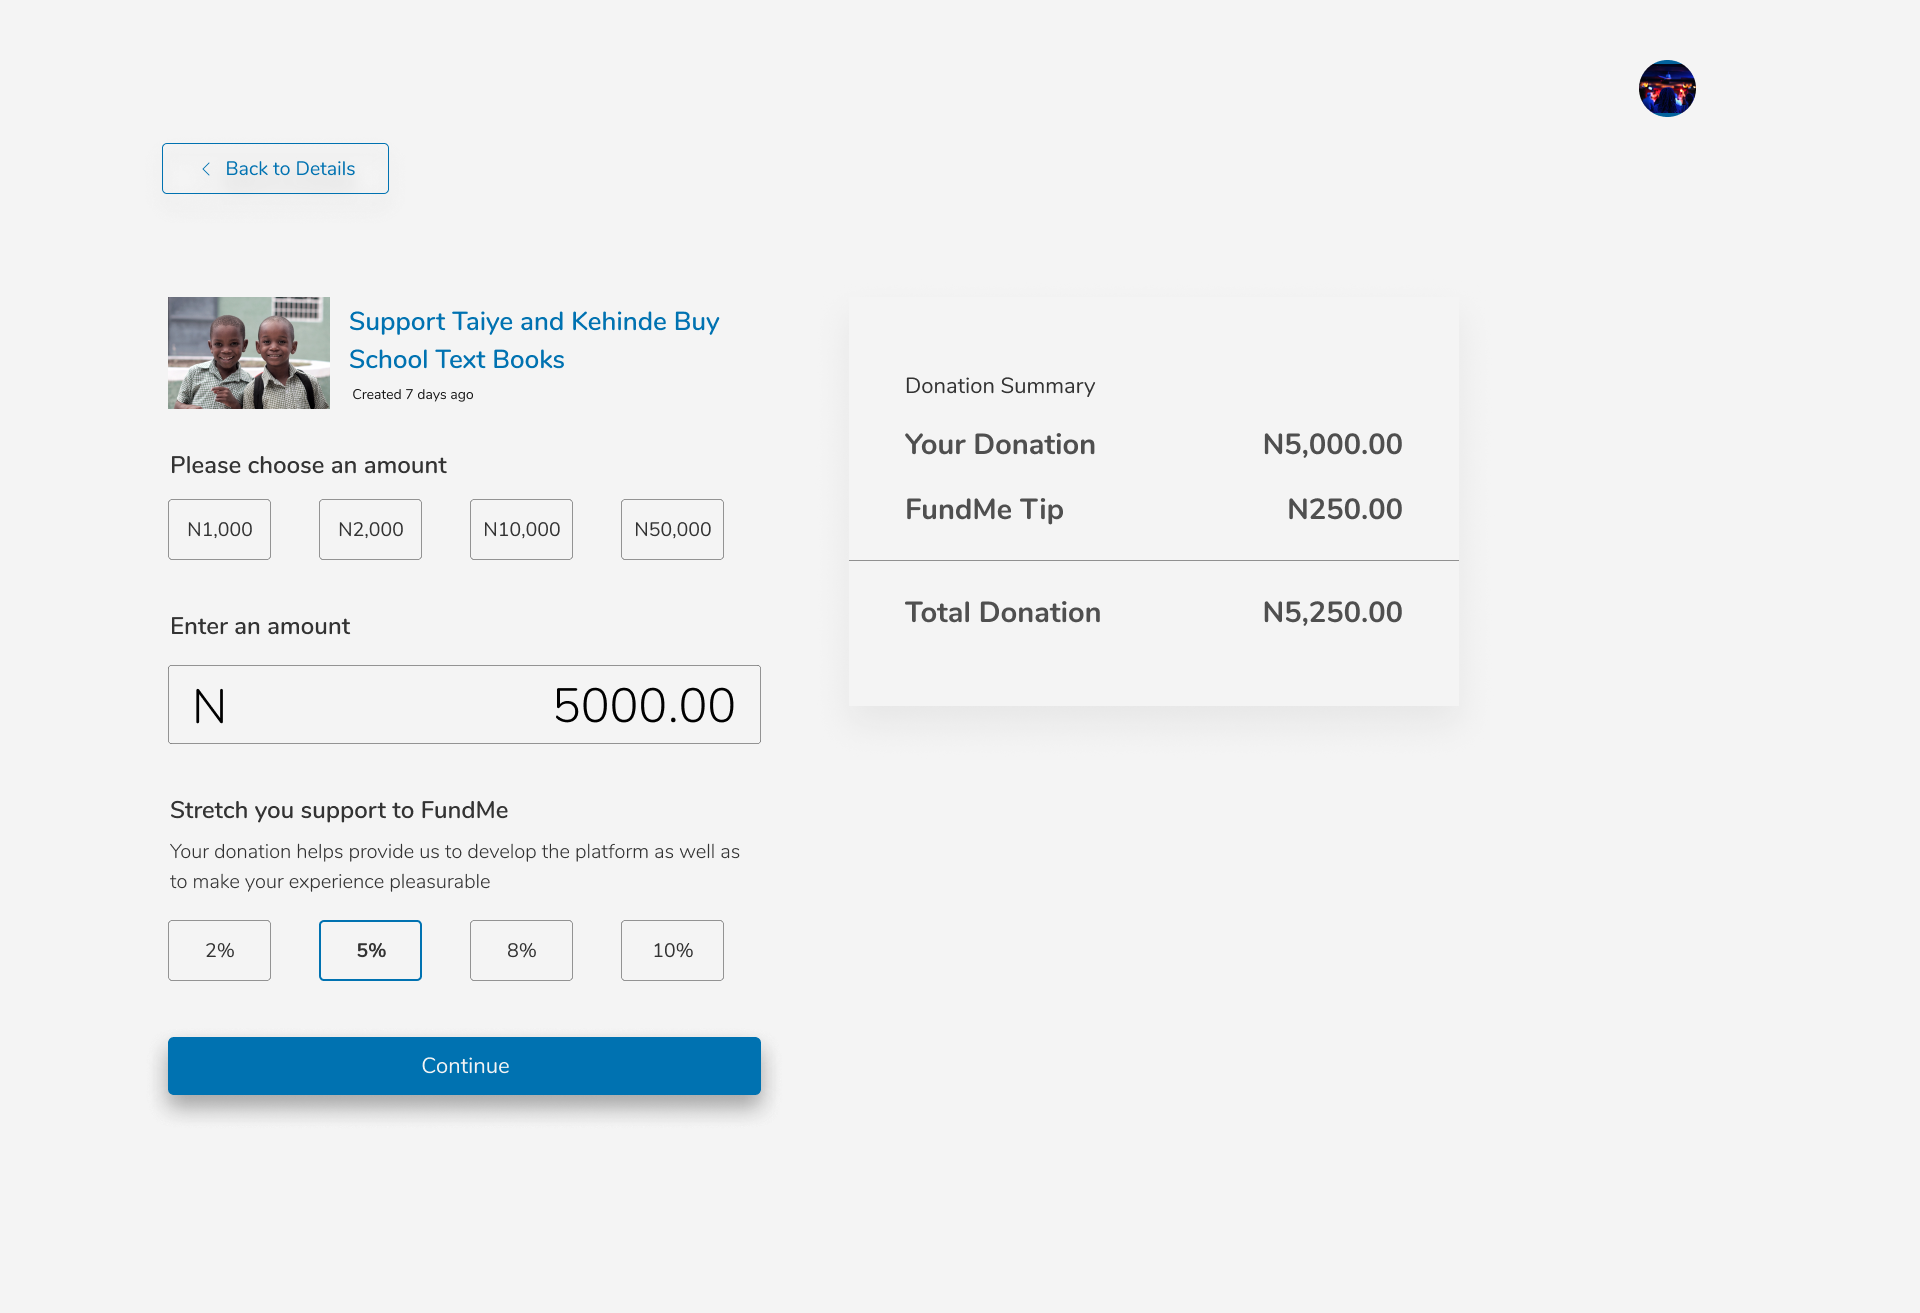 Back to Details
Support Taiye and Kehinde Buy
School Text Books
Created 7 days ago
Please choose an amount
N1,000
N2,000
N10,000
N50,000
Enter an amount
N 5000.00
Stretch you support to FundMe
Your donation helps provide us to develop the platform as well as
to make your experience pleasurable
2%
5%
8%
10%
Continue
Donation Summary
Your Donation N5,000.00
FundMe Tip N250.00
Total Donation N5,250.00